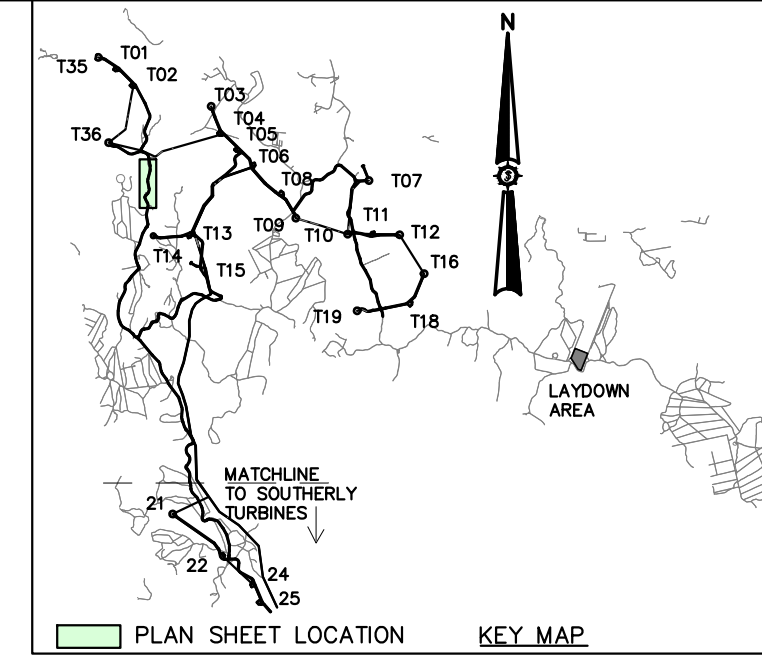 N
T01
T35
T02
T03
T04
T36
T05
T06
T08
T07
T09
T10
T11
T13
T12
T14
T15
T16
T19
T18
LAYDOWN
AREA
MATCHLINE
TO SOUTHERLY
TURBINES
21
22
24
25
PLAN SHEET LOCATION
KEY MAP